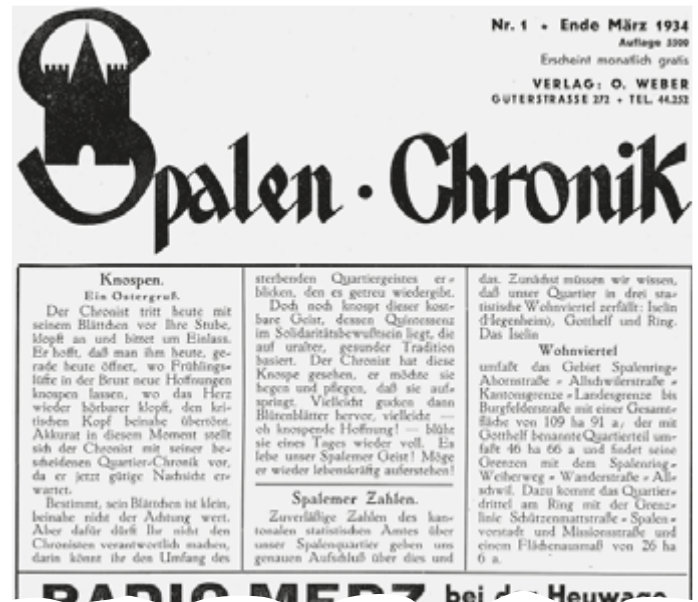 Nr. 1 • Ende März 1934
Auflage 5500
Erscheint monatlich gratis
VERLAG: O. WEBER
GUTERSTRASSE 272 • TEL. 44.252
Spalen · Chronik
Knospen.
Ein Ostergruß.
Der Chronist tritt heute mit
seinem Blättchen vor Ihre Stube,
klopft an und bittet um Einlass.
Er hofft, daß man ihm heute, ge-
rade heute öffnet, wo Frühlings-
lüfte in der Brust neue Hoffnungen
knospen lassen, wo das Herz
wieder hörbarer klopft, den kri-
tischen Kopf beinahe übertönt.
Akkurat in diesem Moment stellt
sich der Chronist mit seiner be-
scheidenen Quartier-Chronik vor,
da er jetzt gütige Nachsicht er-
wartet.
Bestimmt, sein Blättchen ist klein,
beinahe nicht der Achtung wert.
Aber dafür dürft Ihr nicht den
Chronisten verantwortlich machen,
darin könnt ihr den Umfang des
sterbenden Quartiergeistes er-
blicken, den es getreu wiedergibt.
Doch noch knospt dieser kost-
bare Geist, dessen Quintessenz
im Solidaritätsbewußtsein liegt, die
auf uralter, gesunder Tradition
basiert. Der Chronist hat diese
Knospe gesehen, er möchte sie
hegen und pflegen, daß sie auf-
springt. Vielleicht gucken dann
Blütenblätter hervor, vielleicht —
oh knospende Hoffnung! — blüht
sie eines Tages wieder voll. Es
lebe unser Spalemer Geist! Möge
er wieder lebenskräftig auferstehen!
Spalemer Zahlen.
Zuverläßige Zahlen des kan-
tonalen statistischen Amtes über
unser Spalenquartier geben uns
genauen Aufschluß über dies und
das. Zunächst müssen wir wissen,
daß unser Quartier in drei sta-
tistische Wohnviertel zerfällt: Iselin
(Hegenheim), Gotthelf und Ring.
Das Iselin
Wohnviertel
umfaßt das Gebiet Spalenring-
Ahornstraße - Allschwilerstraße -
Kantonsgrenze - Landesgrenze bis
Burgfelderstraße mit einer Gesamt-
fläche von 109 ha 91 a, der mit
Gotthelf benannte Quartierteil um-
faßt 46 ha 66 a und findet seine
Grenzen mit dem Spalenring-
Weiherweg - Wanderstraße - All-
schwil. Dazu kommt das Quartier-
drittel am Ring mit der Grenz-
linie Schützenmattstraße - Spalen-
vorstadt und Missionsstraße und
einem Flächenausmaß von 26 ha
6 a.
RADIO MERZ bei der Heuwage